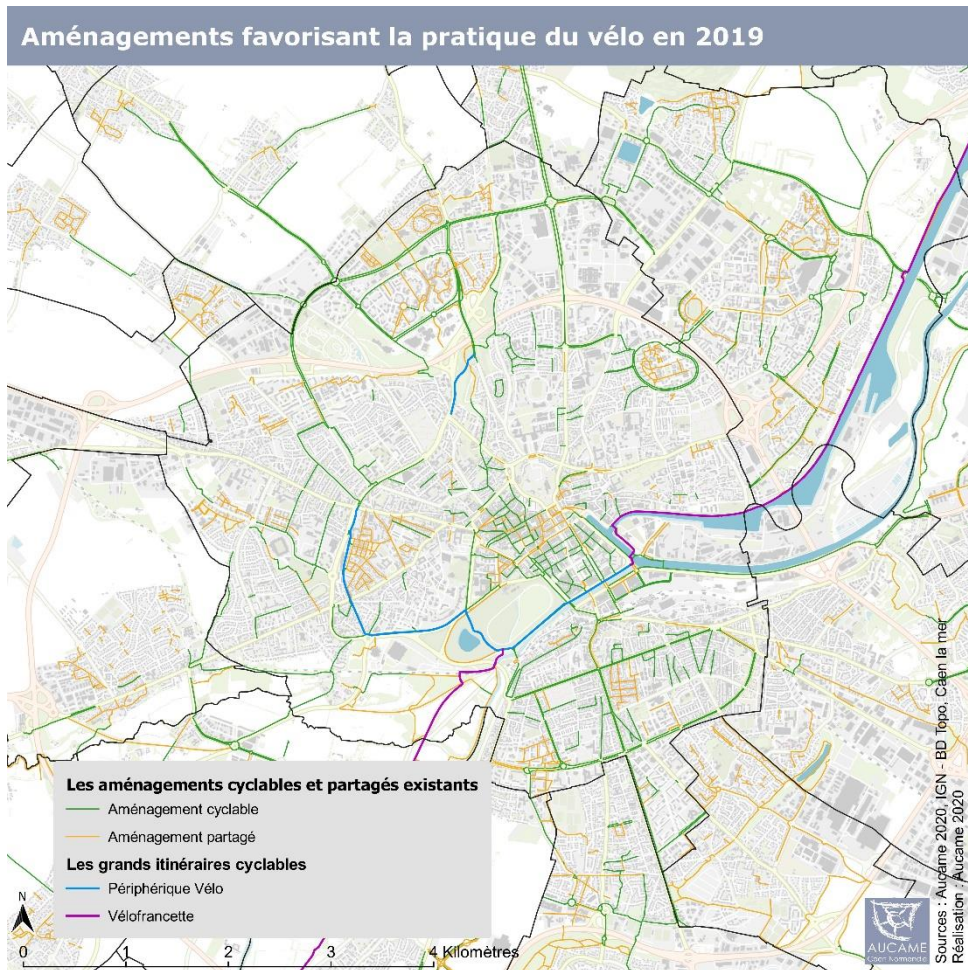 Aménagements favorisant la pratique du vélo en 2019
Les aménagements cyclables et partagés existants
Aménagement cyclable
Aménagement partagé
Les grands itinéraires cyclables
Périphérique Vélo
Vélofrancette
N
0 1 2 4 Kilomètres
AUCAME
Caen Normandie
Sources : Aucame 2020, IGN - BD Topo, Caen la mer
Réalisation : Aucame 2020